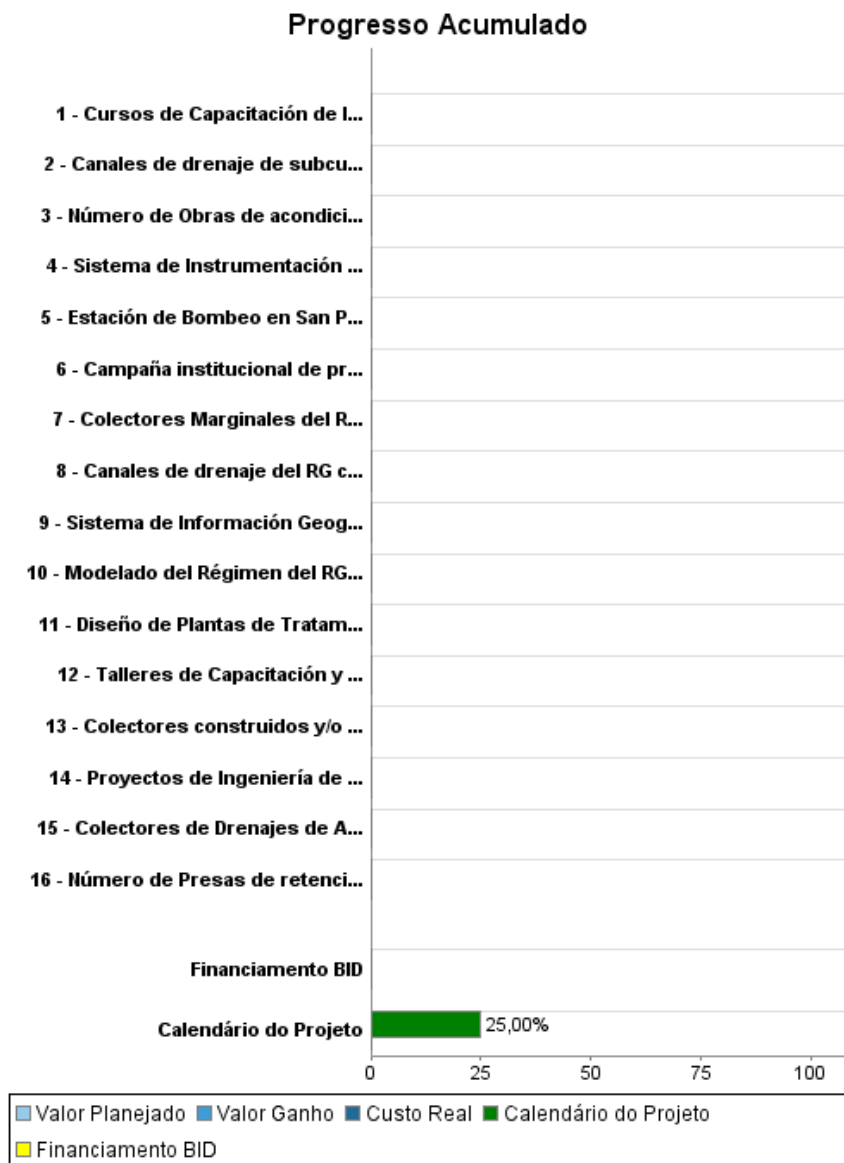 Progresso Acumulado
1 - Cursos de Capacitación de I...
2 - Canales de drenaje de subcu...
3 - Número de Obras de acondici...
4 - Sistema de Instrumentación ...
5 - Estación de Bombeo en San P...
6 - Campaña institucional de pr...
7 - Colectores Marginales del R...
8 - Canales de drenaje del RG c...
9 - Sistema de Información Geog...
10 - Modelado del Régimen del RG...
11 - Diseño de Plantas de Tratam...
12 - Talleres de Capacitación y ...
13 - Colectores construidos y/o ...
14 - Proyectos de Ingeniería de ...
15 - Colectores de Drenajes de A...
16 - Número de Presas de retenci...
Financiamento BID
Calendário do Projeto 25,00%
0 25 50 75 100
Valor Planejado Valor Ganho Custo Real Calendário do Projeto
Financiamento BID